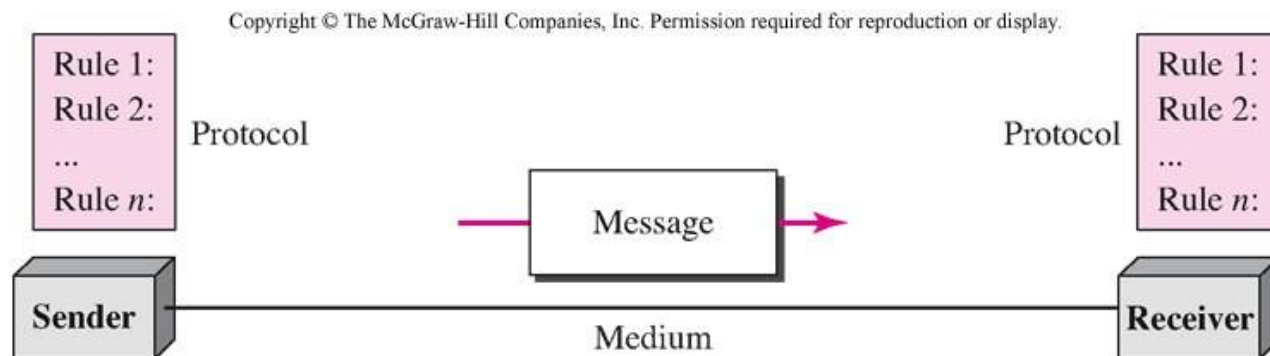 Copyright © The McGraw-Hill Companies, Inc. Permission required for reproduction or display.
Rule 1:
Rule 2:
...
Rule n:
Protocol
Message
Protocol
Rule 1:
Rule 2:
...
Rule n:
Sender
Medium
Receiver